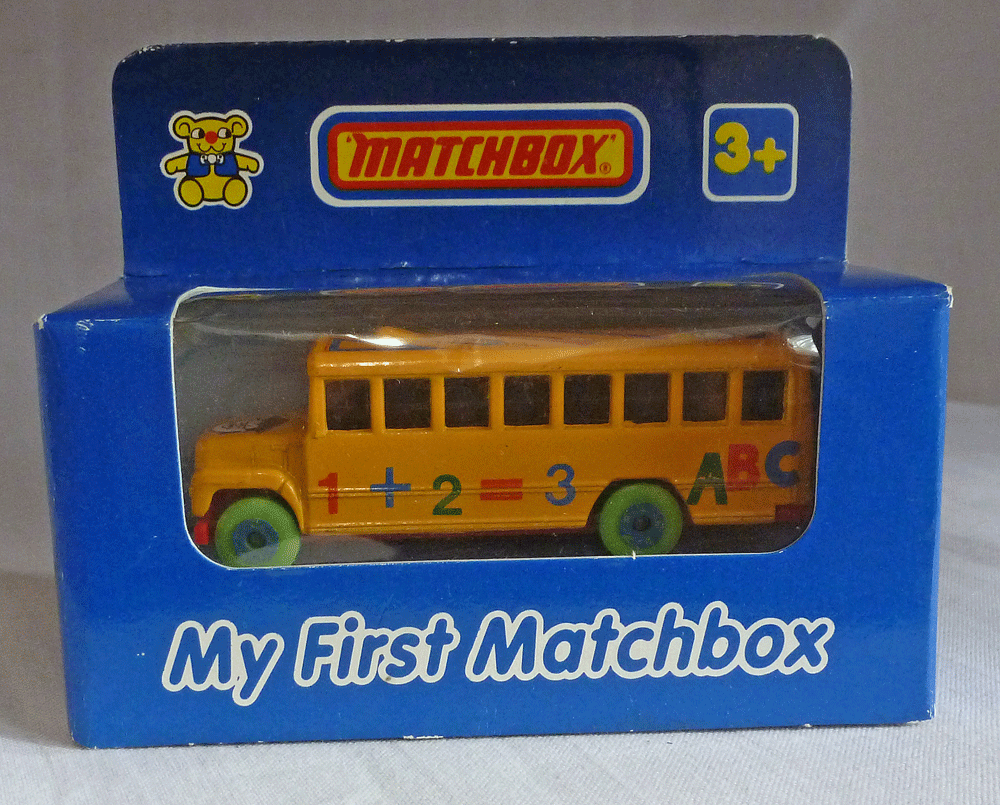 "MATCHBOX"®
3+
1 + 2 = 3
ABC
My First Matchbox